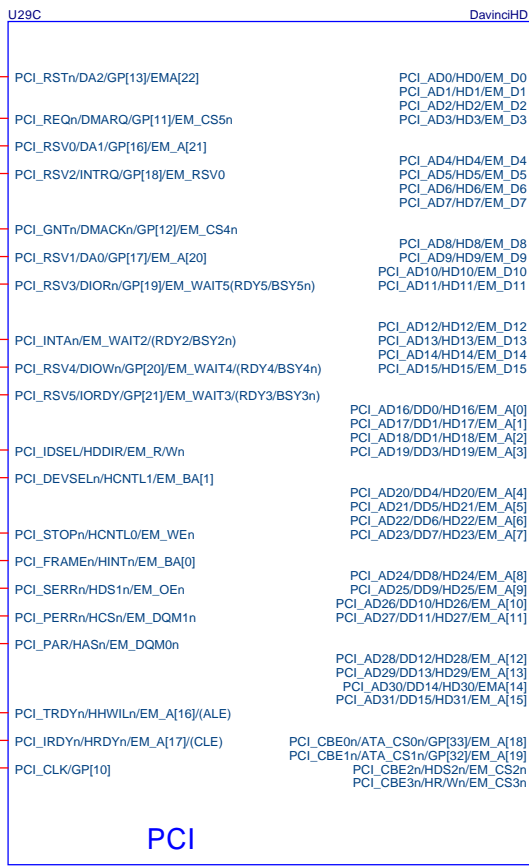 U29C
DavinciHD
PCI_RSTn/DA2/GP[13]/EMA[22]
PCI_REQn/DMARQ/GP[11]/EM_CS5n
PCI_RSV0/DA1/GP[16]/EM_A[21]
PCI_RSV2/INTRQ/GP[18]/EM_RSV0
PCI_GNTn/DMACKn/GP[12]/EM_CS4n
PCI_RSV1/DA0/GP[17]/EM_A[20]
PCI_RSV3/DIORn/GP[19]/EM_WAIT5(RDY5/BSY5n)
PCI_INTAn/EM_WAIT2/(RDY2/BSY2n)
PCI_RSV4/DIOWn/GP[20]/EM_WAIT4/(RDY4/BSY4n)
PCI_RSV5/IORDY/GP[21]/EM_WAIT3/(RDY3/BSY3n)
PCI_IDSEL/HDDIR/EM_R/Wn
PCI_DEVSELn/HCNTL1/EM_BA[1]
PCI_STOPn/HCNTL0/EM_WEn
PCI_FRAMEn/HINTn/EM_BA[0]
PCI_SERRn/HDS1n/EM_OEn
PCI_PERRn/HCSn/EM_DQM1n
PCI_PAR/HASn/EM_DQM0n
PCI_TRDYn/HHWILn/EM_A[16]/(ALE)
PCI_IRDYn/HRDYn/EM_A[17]/(CLE)
PCI_CLK/GP[10]
PCI_AD0/HD0/EM_D0
PCI_AD1/HD1/EM_D1
PCI_AD2/HD2/EM_D2
PCI_AD3/HD3/EM_D3
PCI_AD4/HD4/EM_D4
PCI_AD5/HD5/EM_D5
PCI_AD6/HD6/EM_D6
PCI_AD7/HD7/EM_D7
PCI_AD8/HD8/EM_D8
PCI_AD9/HD9/EM_D9
PCI_AD10/HD10/EM_D10
PCI_AD11/HD11/EM_D11
PCI_AD12/HD12/EM_D12
PCI_AD13/HD13/EM_D13
PCI_AD14/HD14/EM_D14
PCI_AD15/HD15/EM_D15
PCI_AD16/DD0/HD16/EM_A[0]
PCI_AD17/DD1/HD17/EM_A[1]
PCI_AD18/DD1/HD18/EM_A[2]
PCI_AD19/DD3/HD19/EM_A[3]
PCI_AD20/DD4/HD20/EM_A[4]
PCI_AD21/DD5/HD21/EM_A[5]
PCI_AD22/DD6/HD22/EM_A[6]
PCI_AD23/DD7/HD23/EM_A[7]
PCI_AD24/DD8/HD24/EM_A[8]
PCI_AD25/DD9/HD25/EM_A[9]
PCI_AD26/DD10/HD26/EM_A[10]
PCI_AD27/DD11/HD27/EM_A[11]
PCI_AD28/DD12/HD28/EM_A[12]
PCI_AD29/DD13/HD29/EM_A[13]
PCI_AD30/DD14/HD30/EMA[14]
PCI_AD31/DD15/HD31/EM_A[15]
PCI_CBE0n/ATA_CS0n/GP[33]/EM_A[18]
PCI_CBE1n/ATA_CS1n/GP[32]/EM_A[19]
PCI_CBE2n/HDS2n/EM_CS2n
PCI_CBE3n/HR/Wn/EM_CS3n
PCI